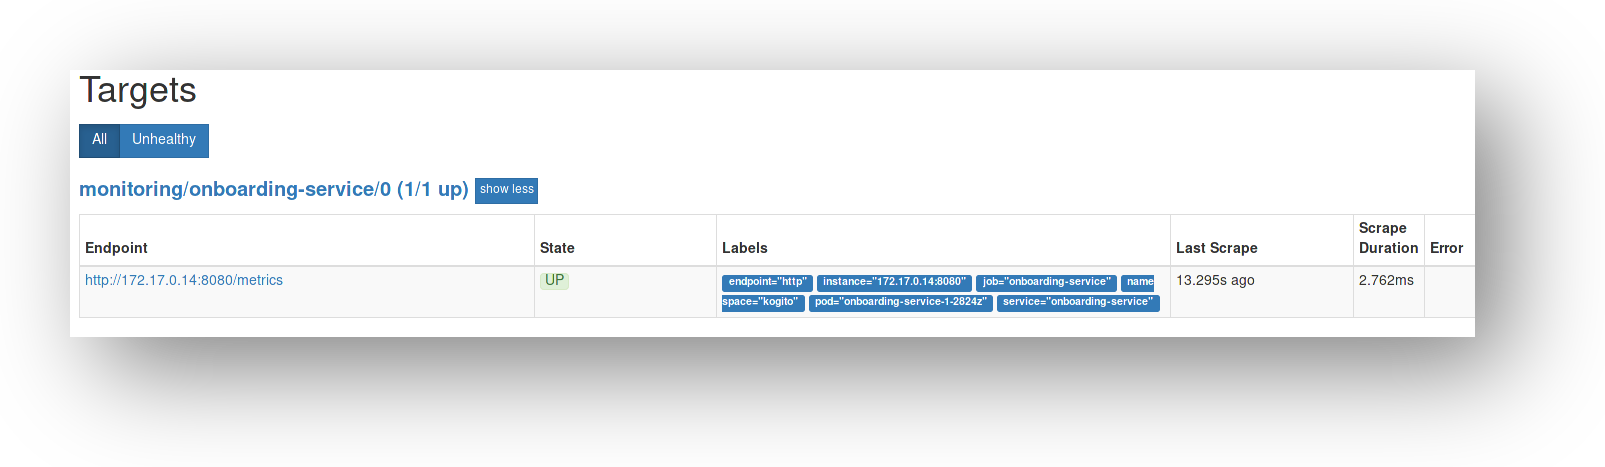 Targets
All Unhealthy
monitoring/onboarding-service/0 (1/1 up) show less
Endpoint State Labels Last Scrape Scrape Duration Error
http://172.17.0.14:8080/metrics UP endpoint="http" instance="172.17.0.14:8080" job="onboarding-service" name 13.295s ago 2.762ms
space="kogito" pod="onboarding-service-1-2824z" service="onboarding-service"